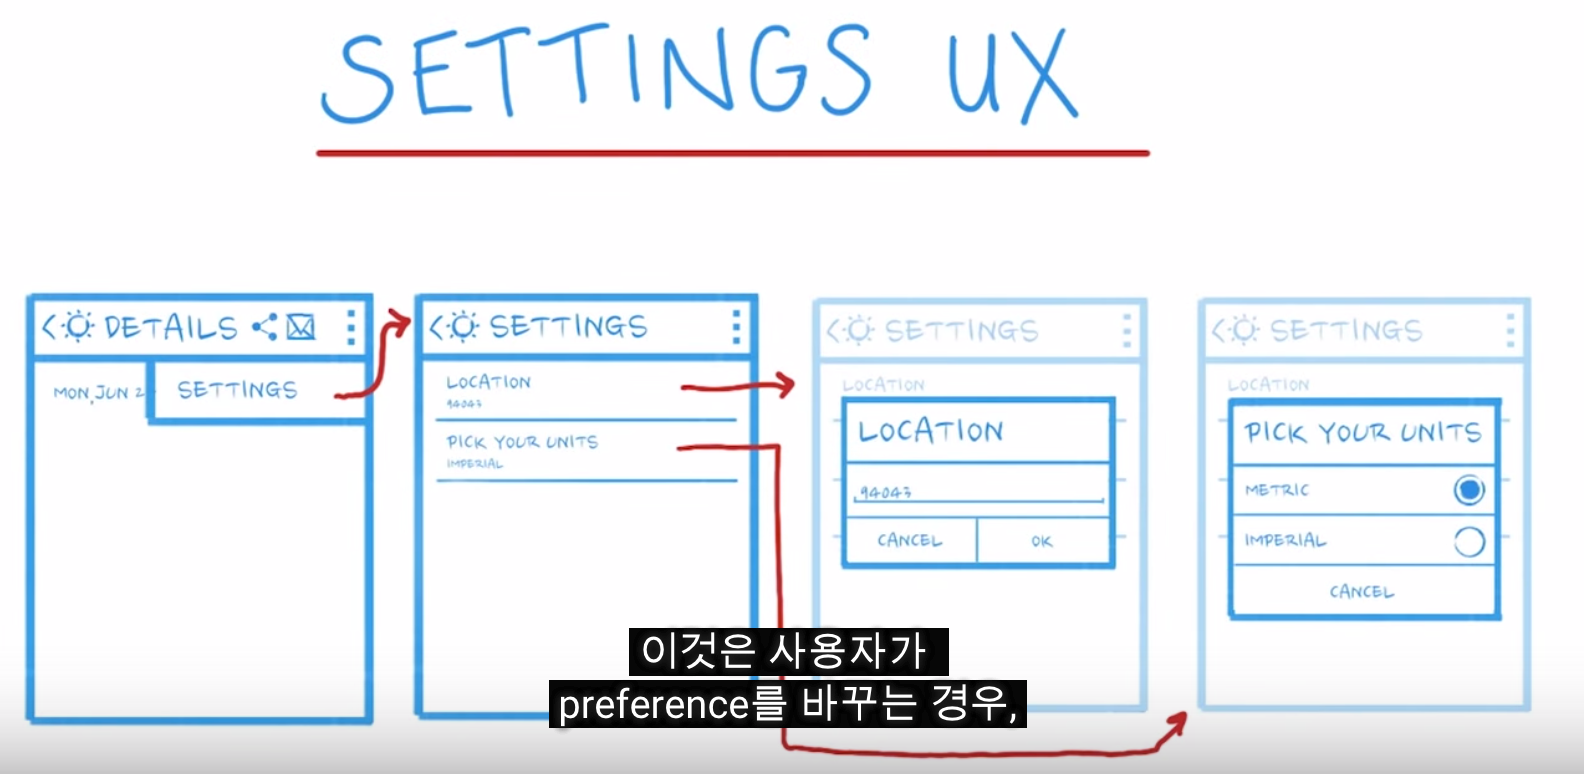 SETTINGS UX
DETAILS
SETTINGS
MON, JUN 2
SETTINGS
LOCATION
94043
PICK YOUR UNITS
IMPERIAL
SETTINGS
LOCATION
LOCATION
94043
CANCEL
OK
SETTINGS
LOCATION
PICK YOUR UNITS
METRIC
IMPERIAL
CANCEL
이것은 사용자가
preference를 바꾸는 경우,